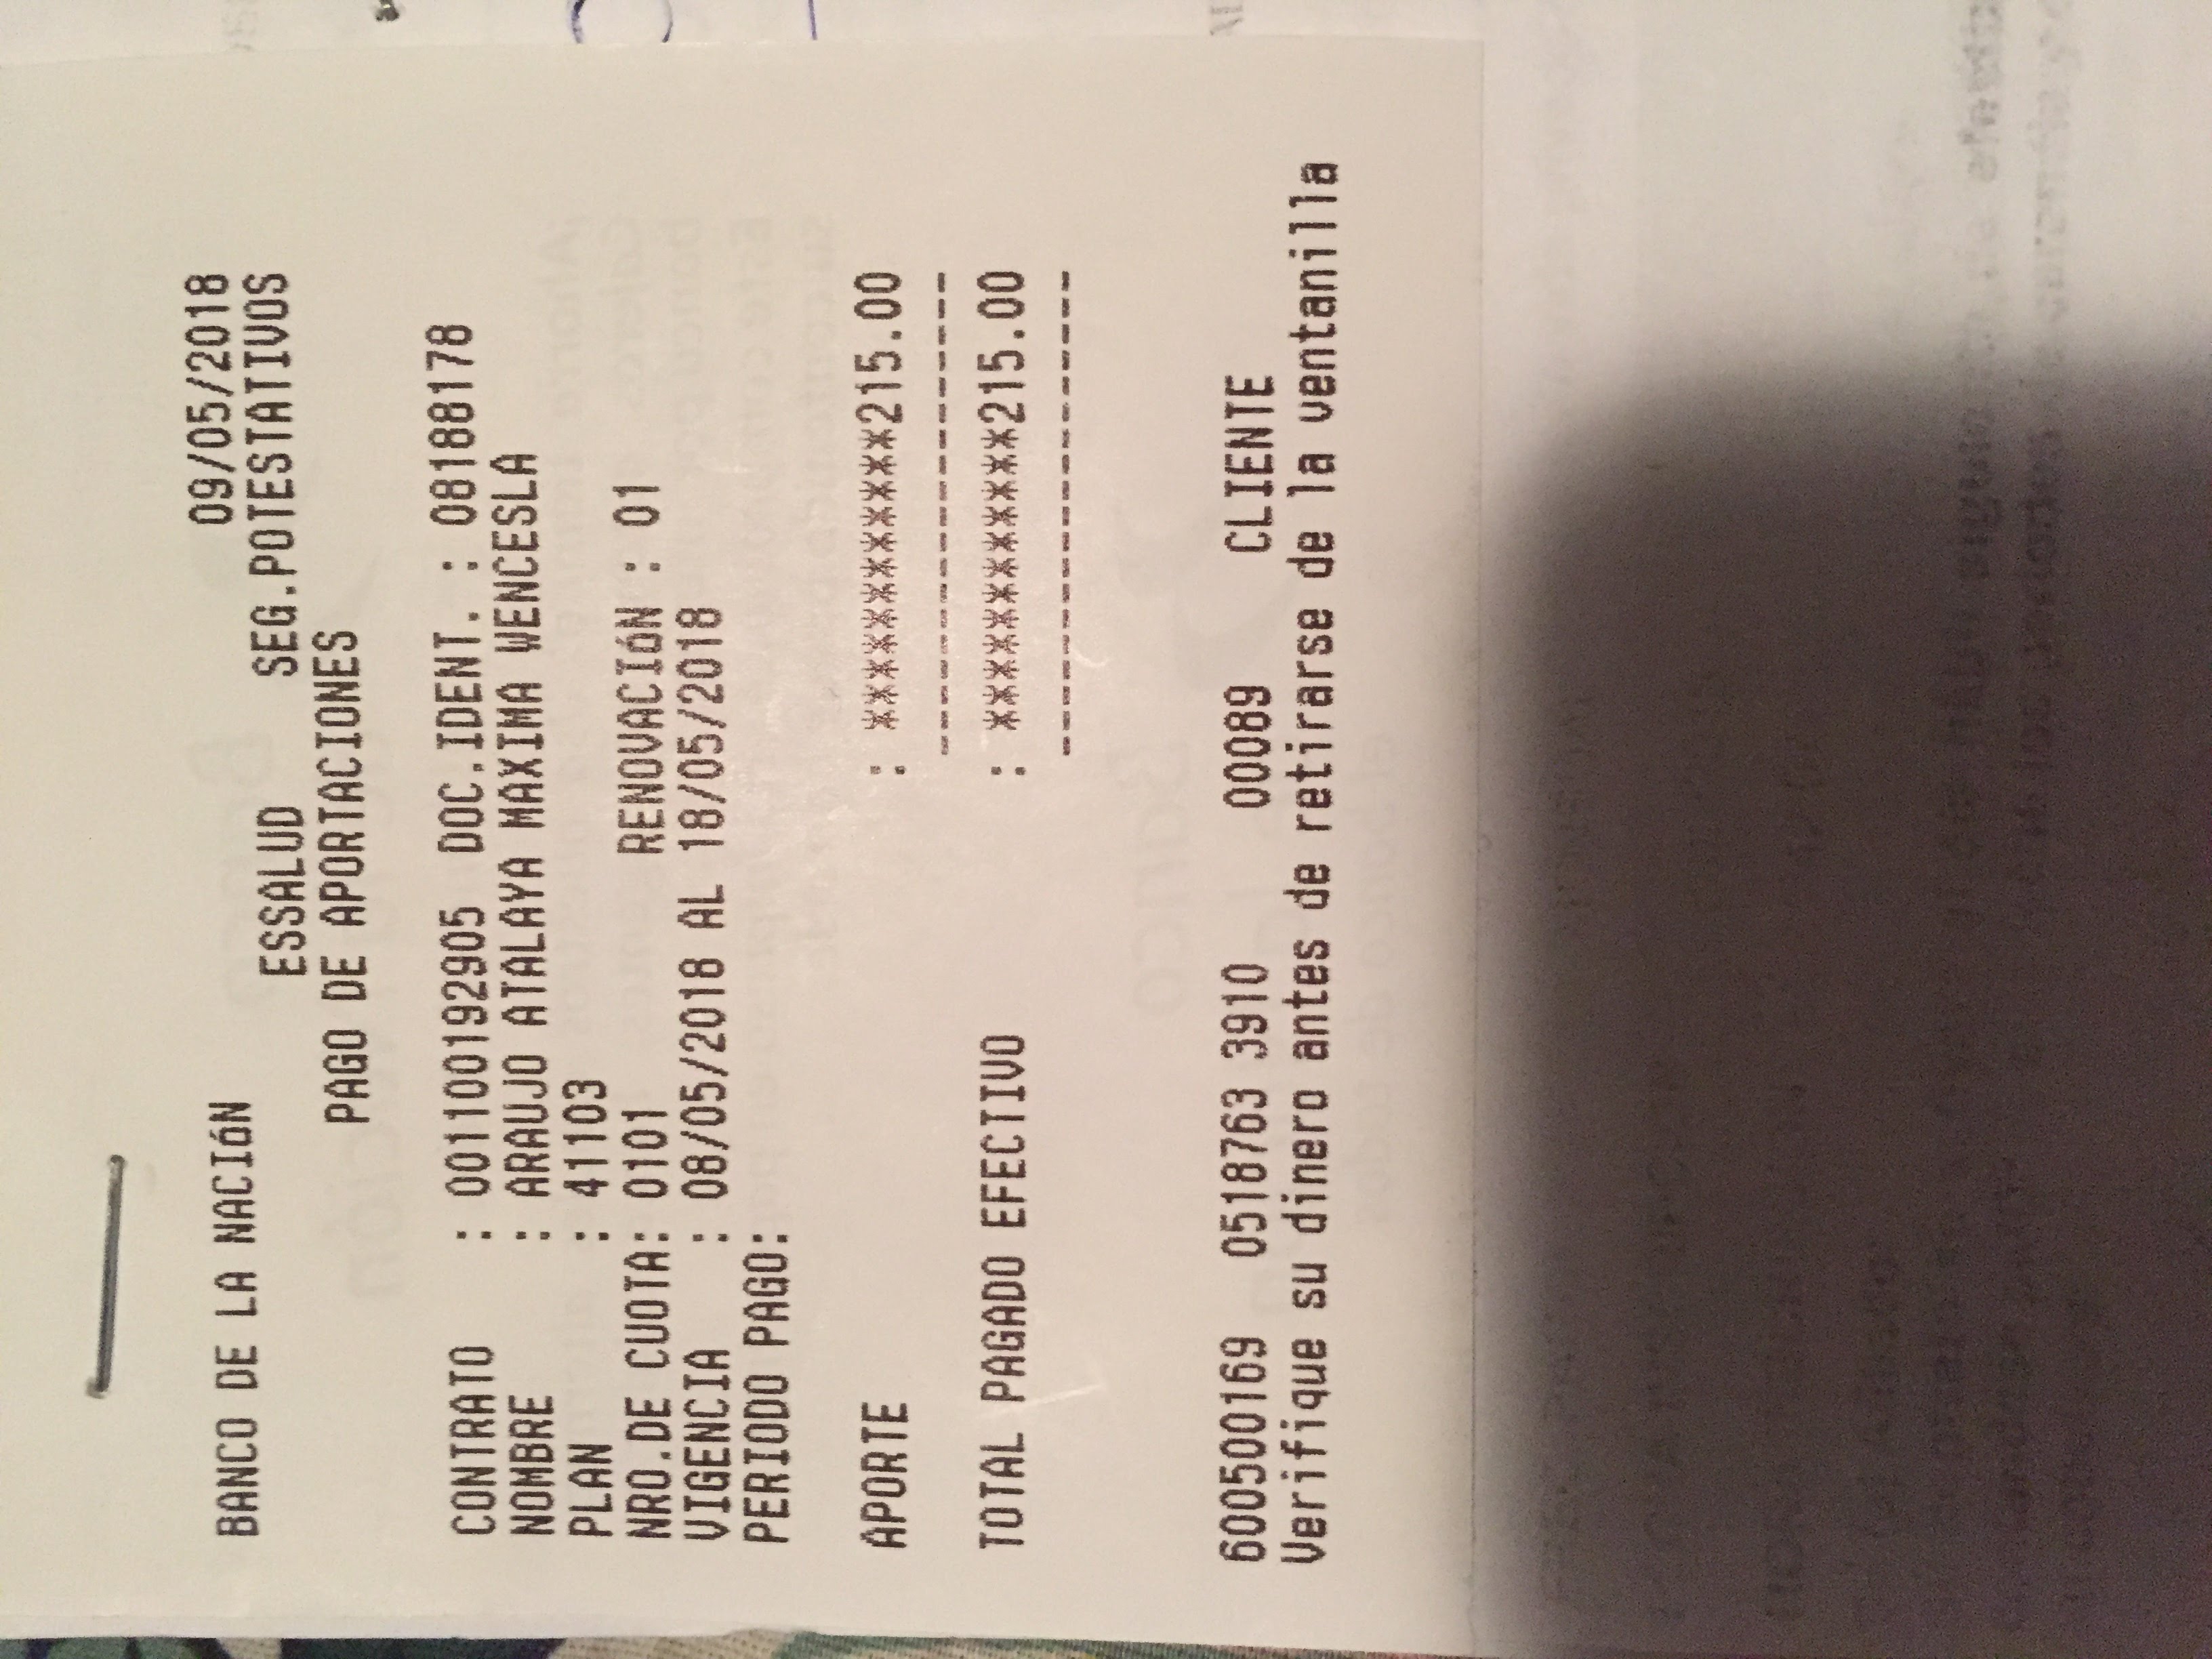 BANCO DE LA NACIóN 09/05/2018
ESSALUD SEG.POTESTATIVOS
PAGO DE APORTACIONES
CONTRATO : 0011001192905 DOC.IDENT. : 08188178
NOMBRE : ARAUJO ATALAYA MAXIMA WENCESLA
PLAN : 41103
NRO.DE CUOTA: 0101 RENOVACIóN : 01
VIGENCIA : 08/05/2018 AL 18/05/2018
PERIODO PAGO:
APORTE : ***********215.00
TOTAL PAGADO EFECTIVO : ***********215.00
600500169 0518763 3910 00089 CLIENTE
Verifique su dinero antes de retirarse de la ventanilla